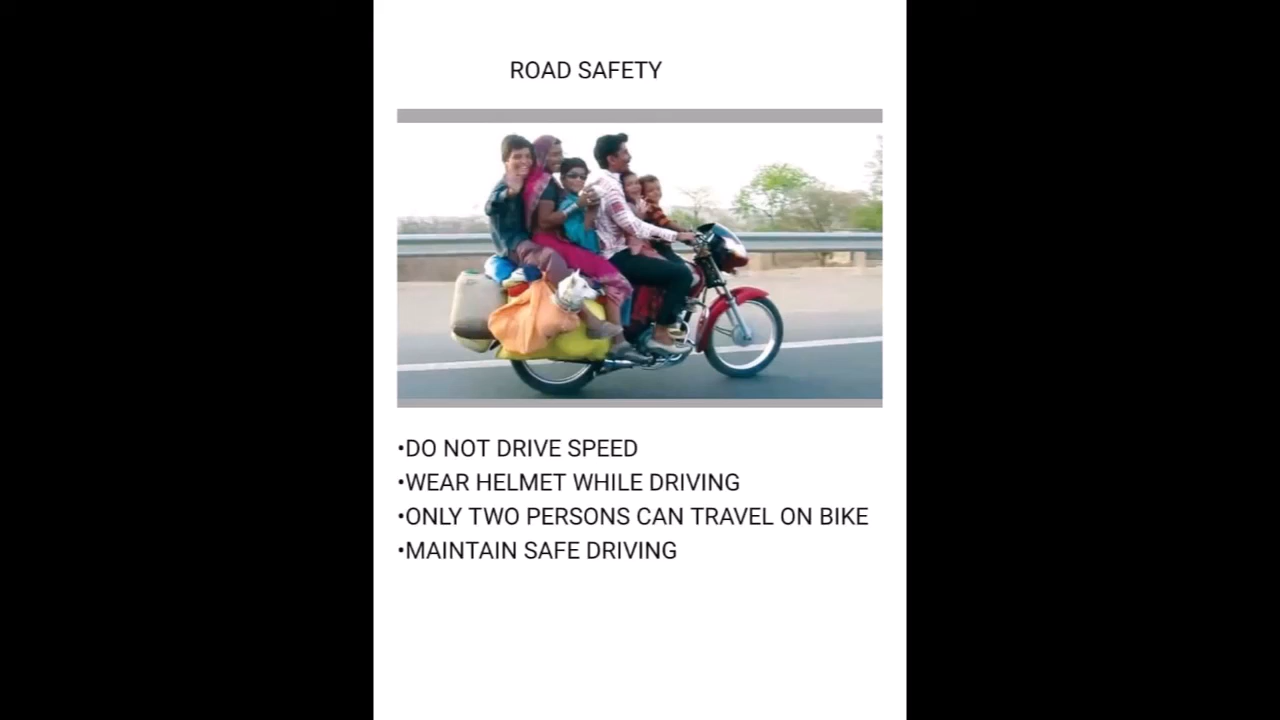 ROAD SAFETY
•DO NOT DRIVE SPEED
•WEAR HELMET WHILE DRIVING
•ONLY TWO PERSONS CAN TRAVEL ON BIKE
•MAINTAIN SAFE DRIVING